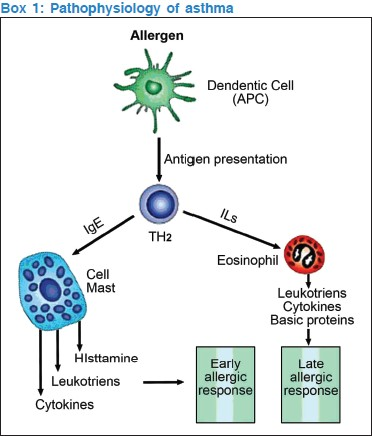 Box 1: Pathophysiology of asthma
Allergen
Dendentic Cell
(APC)
Antigen presentation
IgE
ILs
TH2
Cell
Mast
Eosinophil
Leukotriens
Cytokines
Basic proteins
HIsttamine
Leukotriens
Cytokines
Early
allergic
response
Late
allergic
response